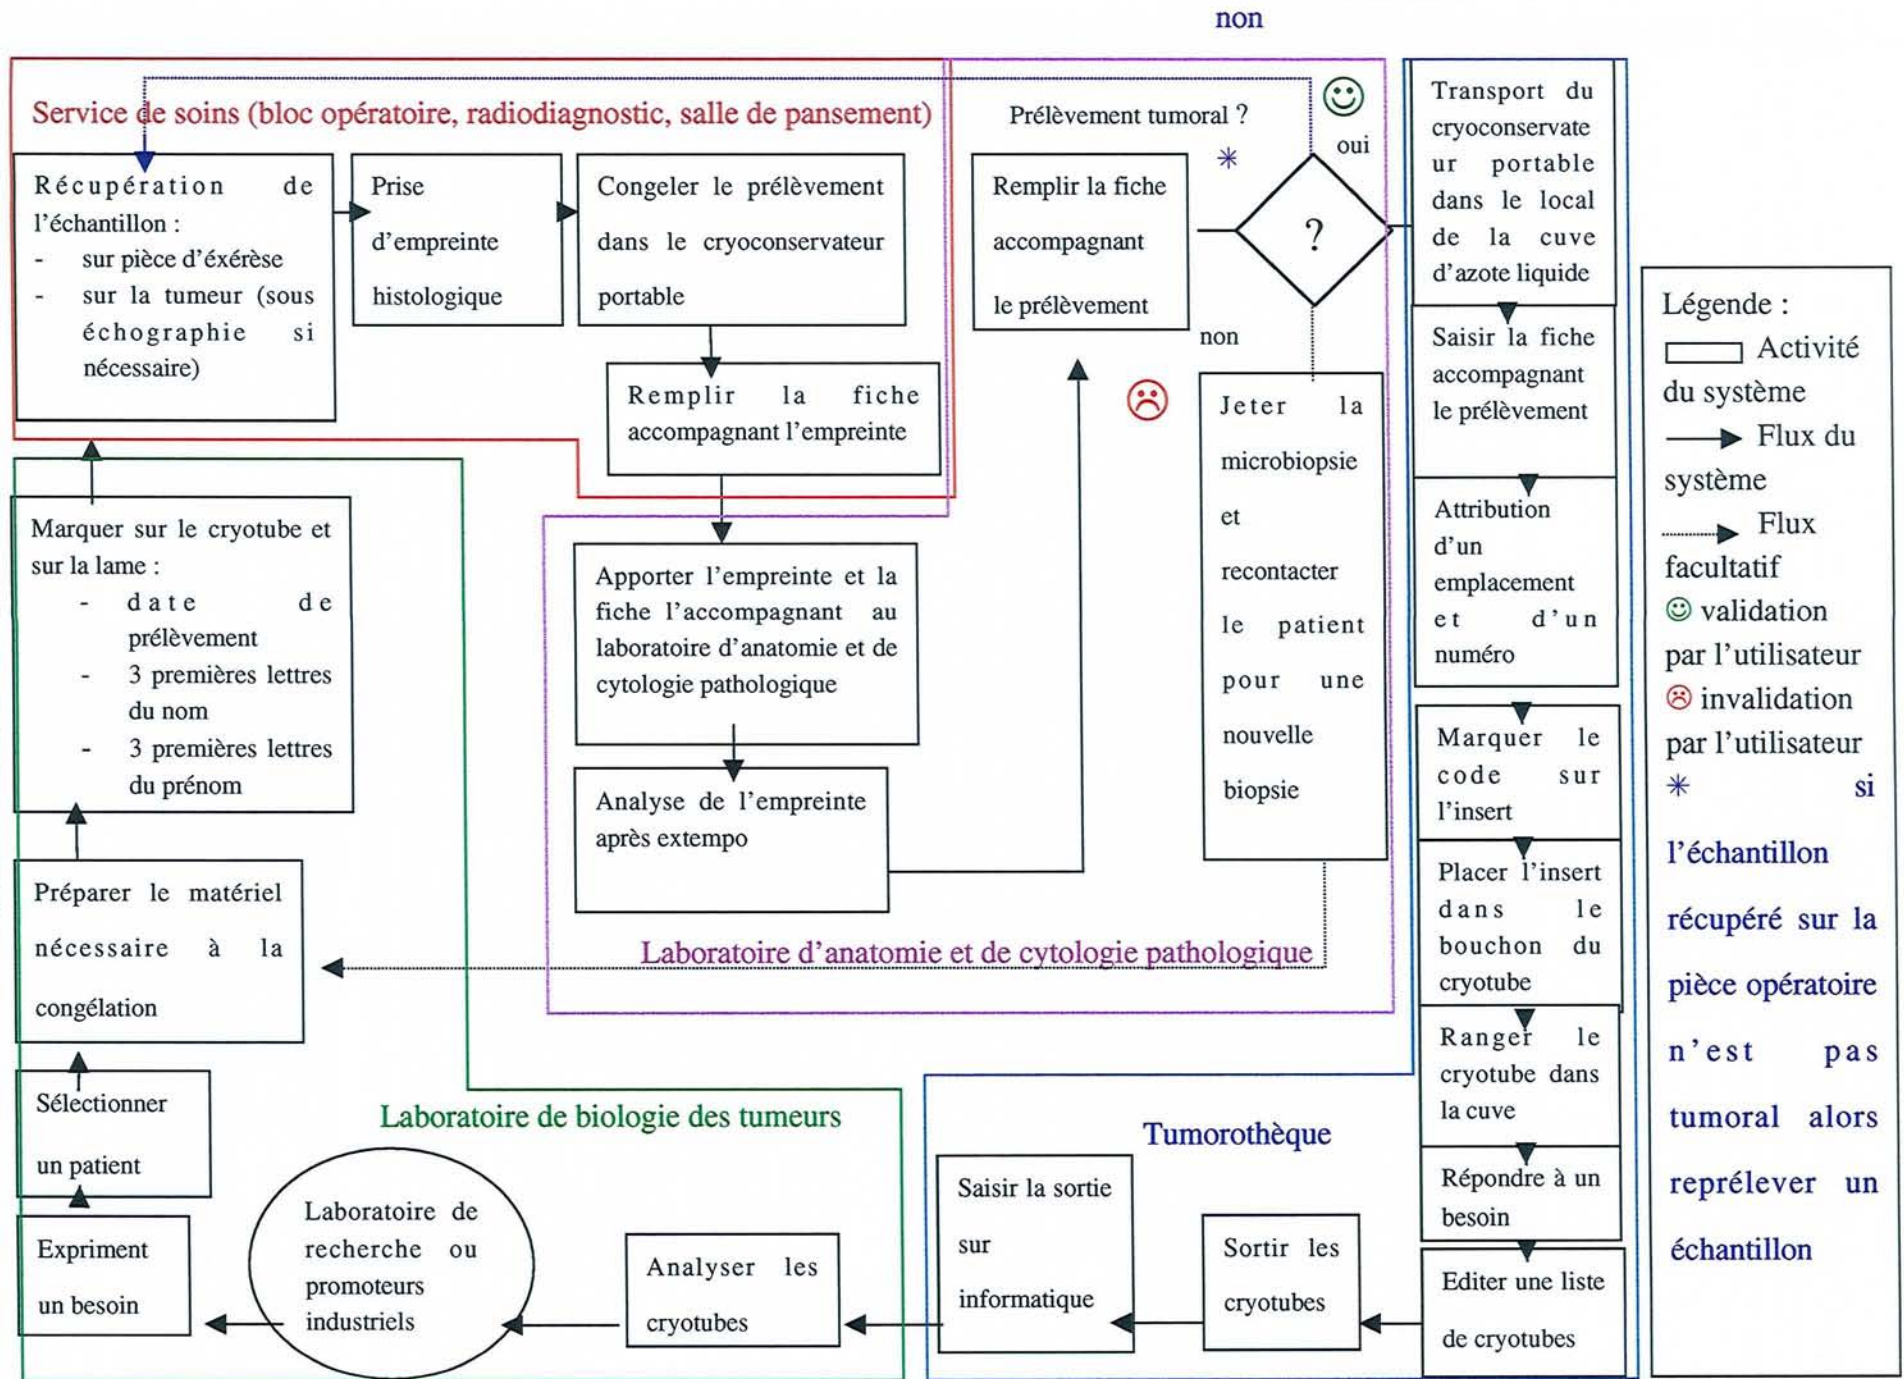 non
Service de soins (bloc opératoire, radiodiagnostic, salle de pansement)
Récupération de
l'échantillon :
- sur pièce d'éxérèse
- sur la tumeur (sous
échographie si
nécessaire)
Prise
d'empreinte
histologique
Congeler le prélèvement
dans le cryoconservateur
portable
Remplir la fiche
accompagnant l'empreinte
Prélèvement tumoral ?
*
oui
Remplir la fiche
accompagnant
le prélèvement
?
non
Jeter la
microbiopsie
et
recontacter
le patient
pour une
nouvelle
biopsie
Apporter l'empreinte et la
fiche l'accompagnant au
laboratoire d'anatomie et de
cytologie pathologique
Analyse de l'empreinte
après extempo
Laboratoire d'anatomie et de cytologie pathologique
Marquer sur le cryotube et
sur la lame :
- date de
prélèvement
- 3 premières lettres
du nom
- 3 premières lettres
du prénom
Préparer le matériel
nécessaire à la
congélation
Sélectionner
un patient
Expriment
un besoin
Laboratoire de biologie des tumeurs
Laboratoire de
recherche ou
promoteurs
industriels
Analyser les
cryotubes
Tumorothèque
Saisir la sortie
sur
informatique
Sortir les
cryotubes
Transport du
cryoconservate
ur portable
dans le local
de la cuve
d'azote liquide
Saisir la fiche
accompagnant
le prélèvement
Attribution
d'un
emplacement
et d'un
numéro
Marquer le
code sur
l'insert
Placer l'insert
dans le
bouchon du
cryotube
Ranger le
cryotube dans
la cuve
Répondre à un
besoin
Editer une liste
de cryotubes
Légende :
Activité
du système
Flux du
système
Flux
facultatif
validation
par l'utilisateur
invalidation
par l'utilisateur
* si
l'échantillon
récupéré sur la
pièce opératoire
n'est pas
tumoral alors
reprélever un
échantillon